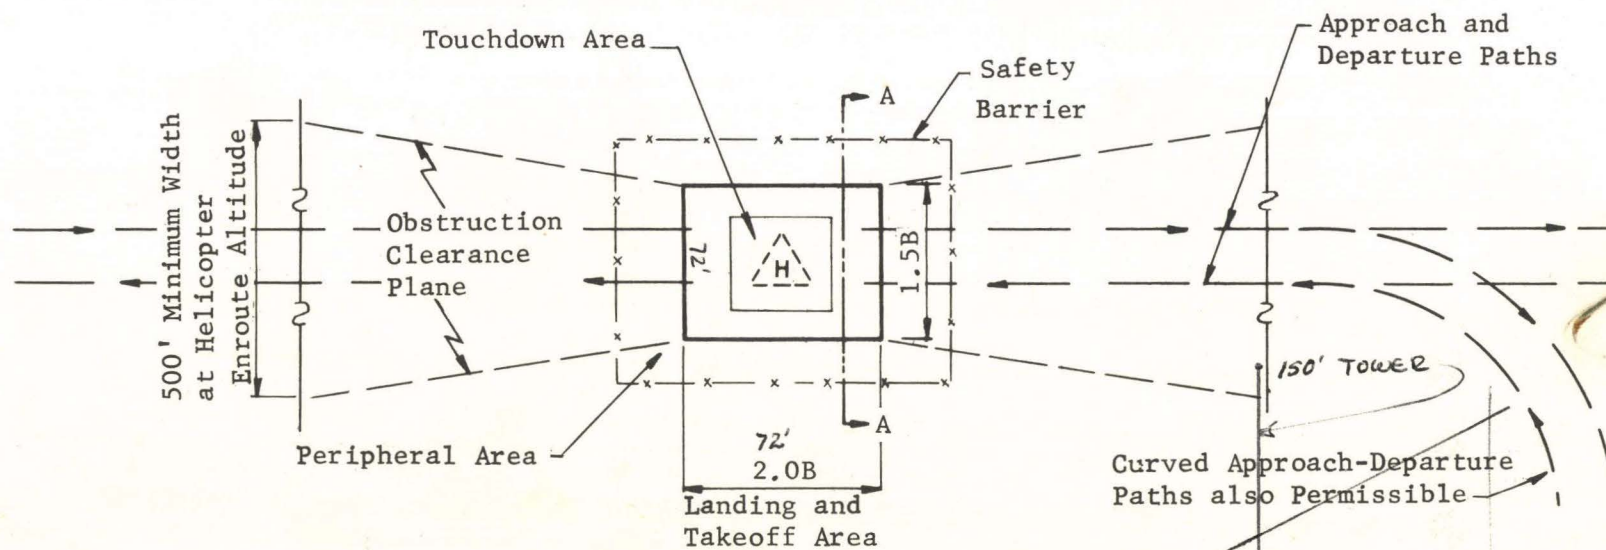 Touchdown Area
Approach and
Departure Paths
Safety
Barrier
A
500' Minimum Width
at Helicopter
Enroute Altitude
Obstruction
Clearance
Plane
72'
H
1.5B
150' TOWER
A
Peripheral Area
72'
2.0B
Landing and
Takeoff Area
Curved Approach-Departure
Paths also Permissible